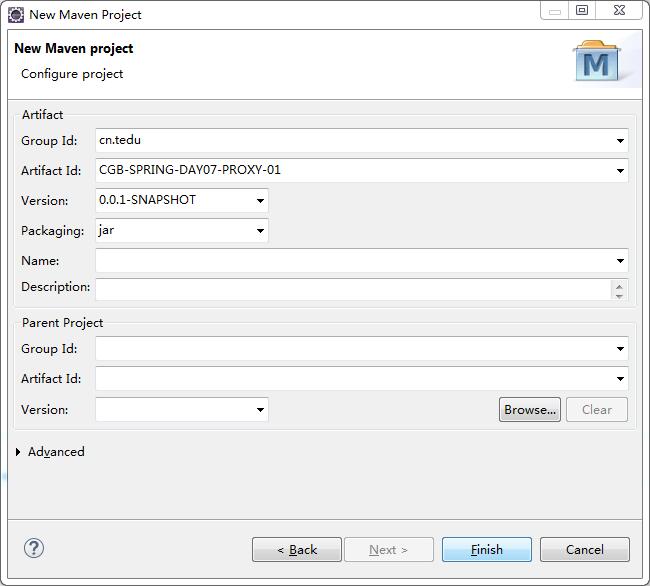 New Maven Project
New Maven project
Configure project
M
Artifact
Group Id: cn.tedu
Artifact Id: CGB-SPRING-DAY07-PROXY-01
Version: 0.0.1-SNAPSHOT
Packaging: jar
Name:
Description:
Parent Project
Group Id:
Artifact Id:
Version: Browse... Clear
Advanced
? < Back Next > Finish Cancel